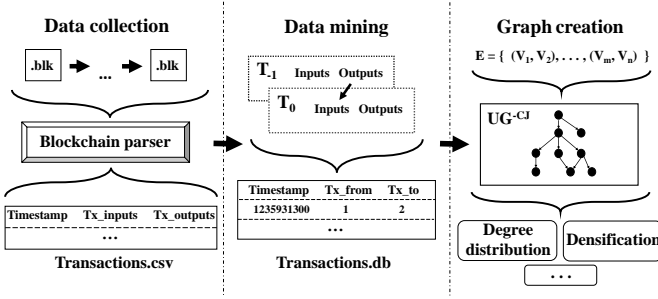 Data collection
.blk ... .blk
Blockchain parser
Timestamp Tx_inputs Tx_outputs
...
Transactions.csv
Data mining
T-1 Inputs Outputs
T0 Inputs Outputs
Timestamp Tx_from Tx_to
1235931300 1 2
...
Transactions.db
Graph creation
E = { (V1, V2), . . . , (Vm, Vn) }
UG-CJ
Degree
distribution
Densification
. . .